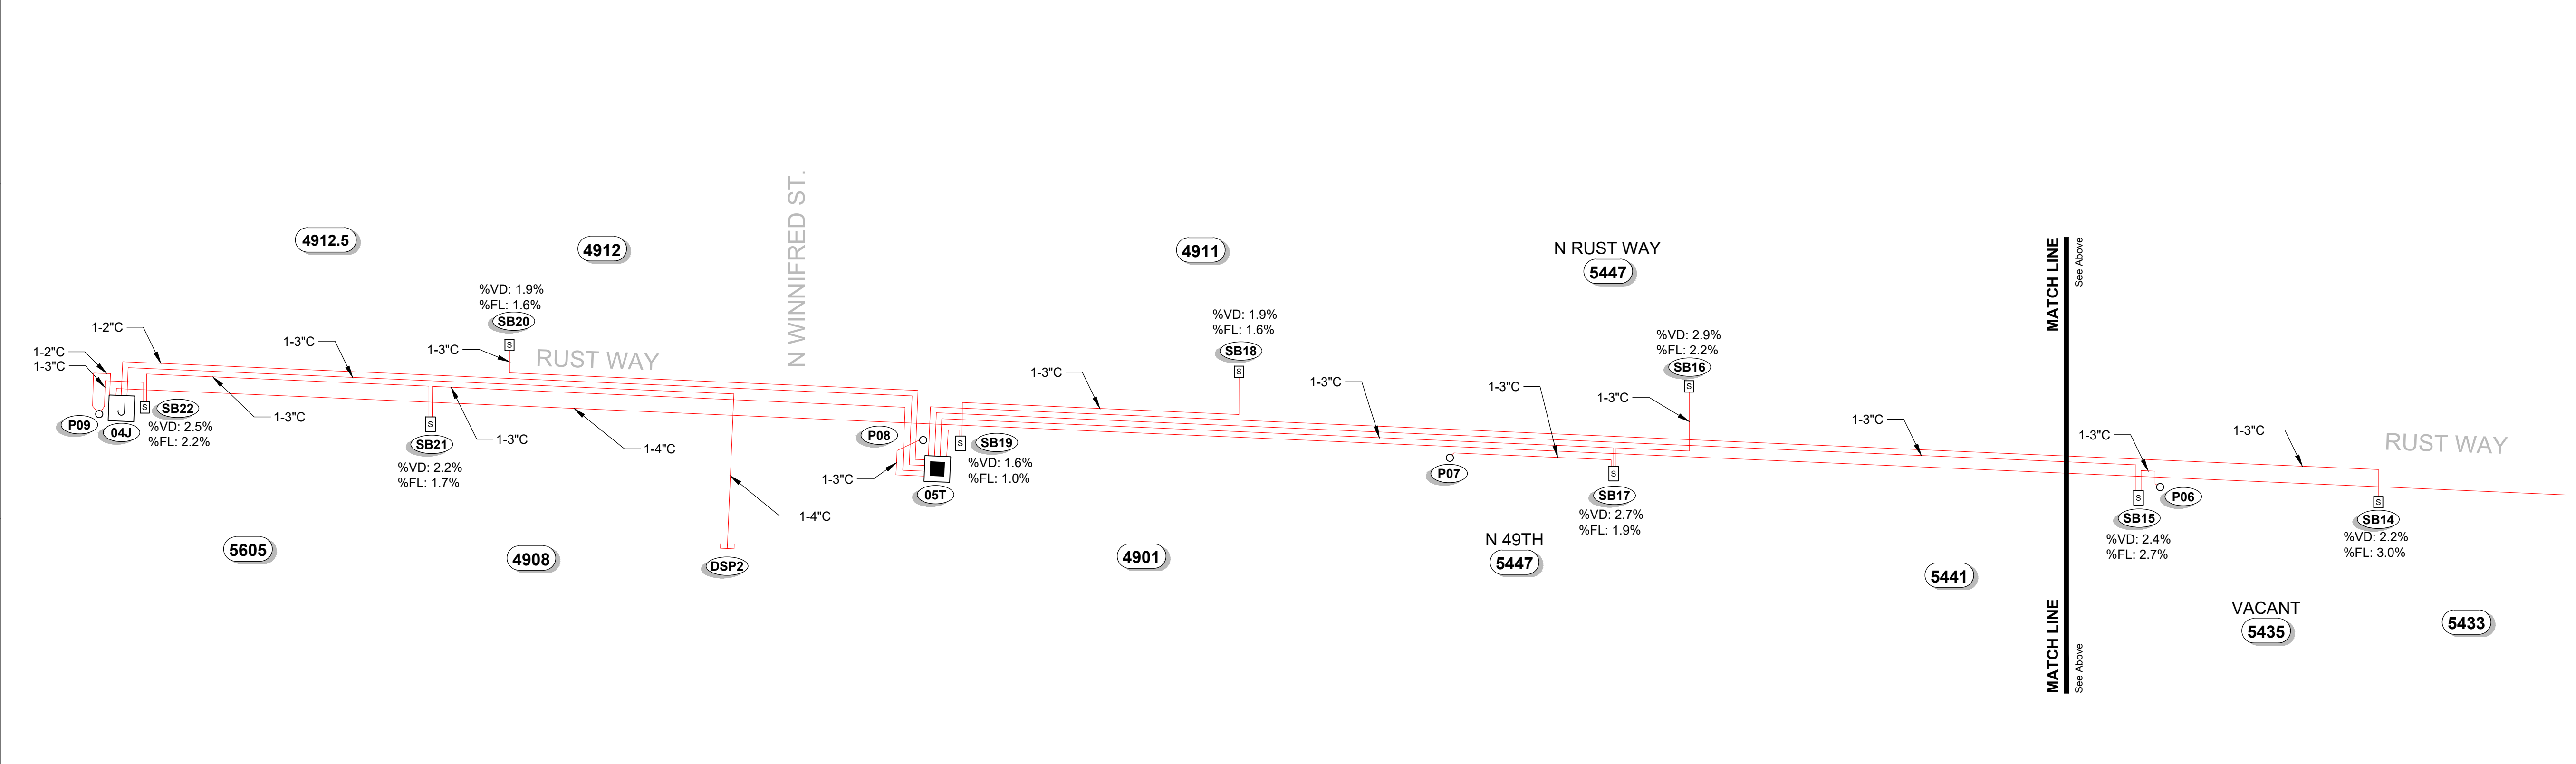 N WINNIFRED ST.
4912.5
4912
4911
N RUST WAY
5447
MATCH LINE
See Above
%VD: 1.9%
%FL: 1.6%
SB20
S
%VD: 1.9%
%FL: 1.6%
SB18
S
%VD: 2.9%
%FL: 2.2%
SB16
S
1-2"C
1-3"C
1-3"C
RUST WAY
1-2"C
1-3"C
1-3"C
1-3"C
1-3"C
1-3"C
1-3"C
1-3"C
1-3"C
RUST WAY
J
S
SB22
P09
04J
%VD: 2.5%
%FL: 2.2%
1-3"C
S
SB21
%VD: 2.2%
%FL: 1.7%
1-3"C
1-4"C
P08
S
SB19
%VD: 1.6%
%FL: 1.0%
1-3"C
05T
1-4"C
P07
S
SB17
%VD: 2.7%
%FL: 1.9%
S
P06
SB15
%VD: 2.4%
%FL: 2.7%
S
SB14
%VD: 2.2%
%FL: 3.0%
5605
4908
DSP2
4901
N 49TH
5447
5441
MATCH LINE
See Above
VACANT
5435
5433